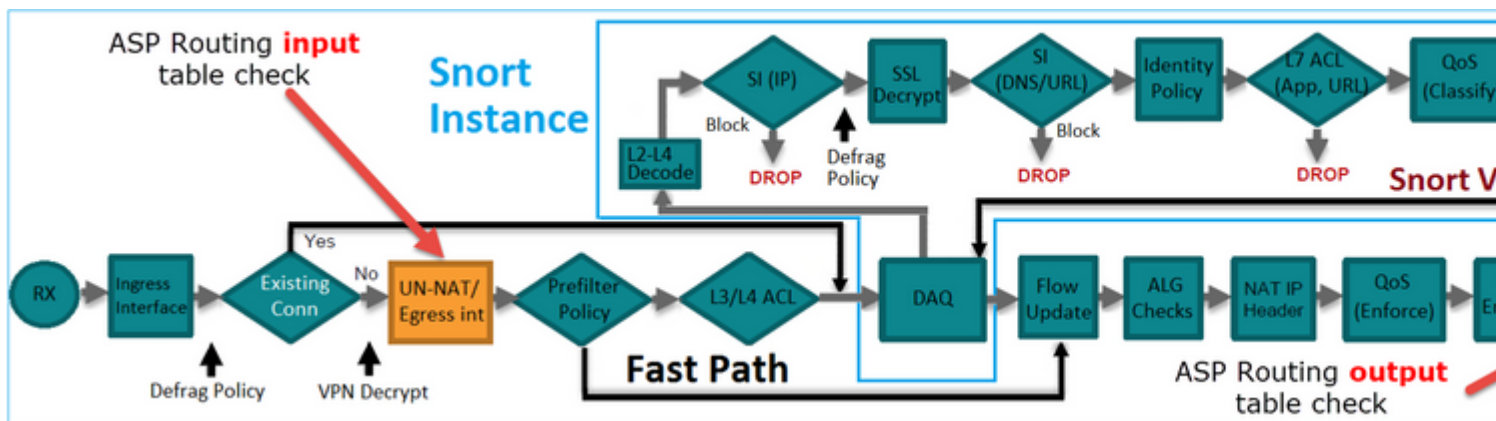 ASP Routing input
table check
Snort
Instance
SI (IP)
SSL
Decrypt
SI
(DNS/URL)
Identity
Policy
L7 ACL
(App, URL)
QoS
(Classify
Block
Block
L2-L4
Decode
DROP
Defrag
Policy
DROP
DROP
Snort V
Yes
RX
Ingress
Interface
Existing
Conn
No
UN-NAT/
Egress int
Prefilter
Policy
L3/L4 ACL
DAQ
Flow
Update
ALG
Checks
NAT IP
Header
QoS
(Enforce)
Defrag Policy
VPN Decrypt
Fast Path
ASP Routing output
table check